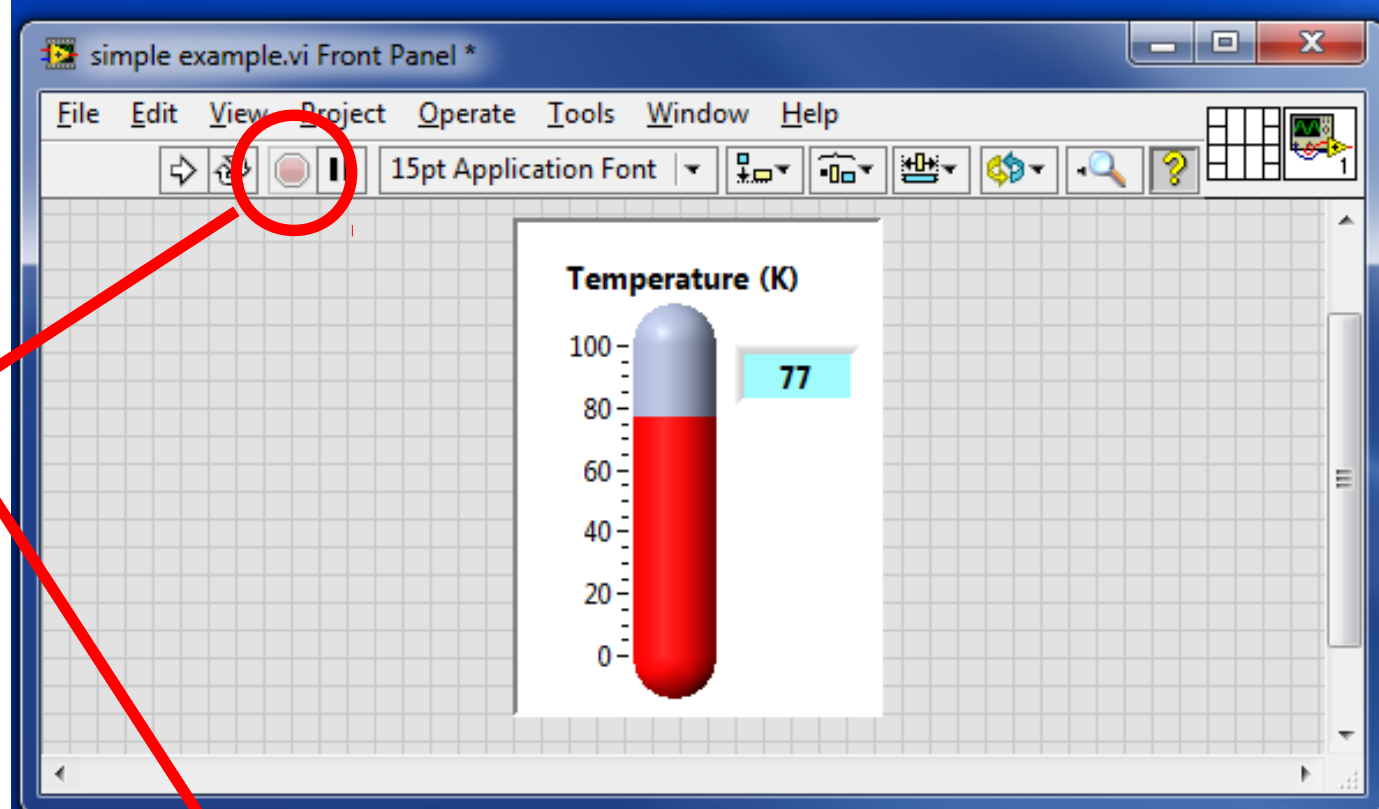 simple example.vi Front Panel *
File Edit View Project Operate Tools Window Help
15pt Application Font
1
Temperature (K)
100
77
80
60
40
20
0